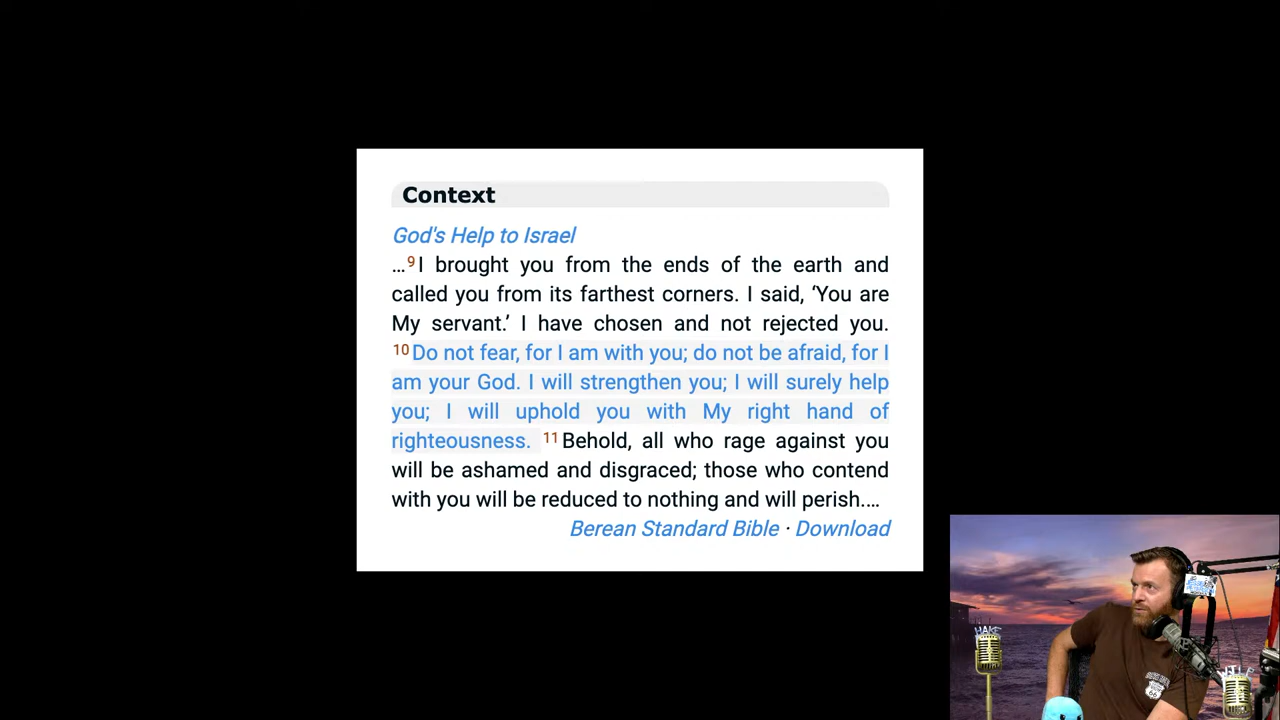 Context
God's Help to Israel
…9 I brought you from the ends of the earth and
called you from its farthest corners. I said, ‘You are
My servant.’ I have chosen and not rejected you.
10 Do not fear, for I am with you; do not be afraid, for I
am your God. I will strengthen you; I will surely help
you; I will uphold you with My right hand of
righteousness. 11 Behold, all who rage against you
will be ashamed and disgraced; those who contend
with you will be reduced to nothing and will perish.…
Berean Standard Bible · Download
HAKE
66